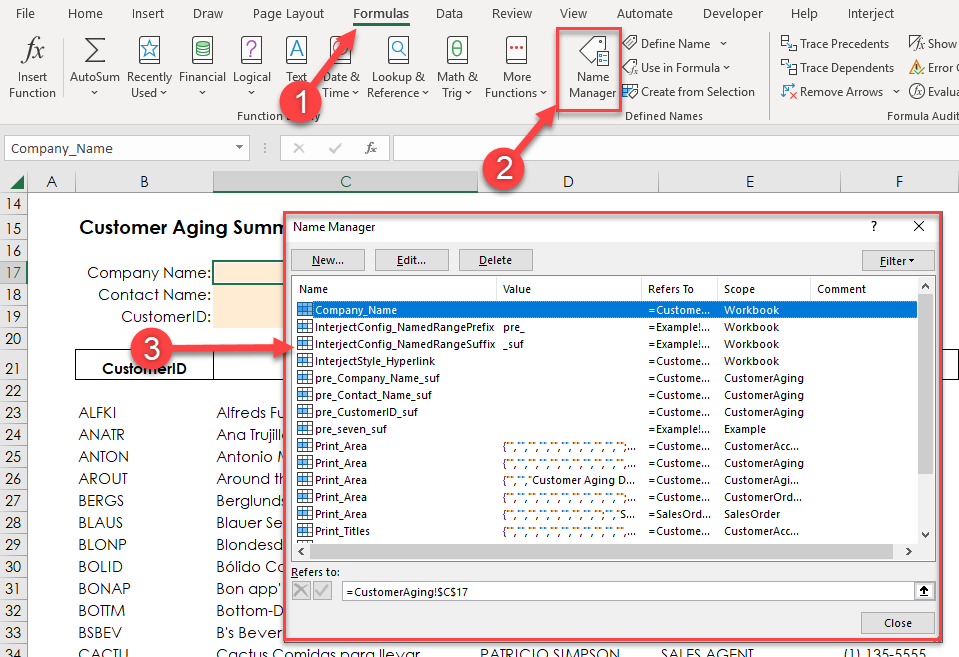 File Home Insert Draw Page Layout Formulas Data Review View Automate Developer Help Interject
fx Σ ? A θ
Insert AutoSum Recently Financial Logical Text Date & Lookup & Math & More Name
Function Used Time Reference Trig Functions Manager
Define Name
Use in Formula
Create from Selection
Trace Precedents
Trace Dependents
Remove Arrows
Show
Error
Evalua
Function
Defined Names
Formula Audit
1
2
Company_Name fx
A B C D E F
14
15 Customer Aging Summ
16
17 Company Name:
18 Contact Name:
19 CustomerID:
20
21 CustomerID
22
23 ALFKI Alfreds Fu
24 ANATR Ana Trujill
25 ANTON Antonio M
26 AROUT Around th
27 BERGS Berglunds
28 BLAUS Blauer Se
29 BLONP Blondesd
30 BOLID Bólido Co
31 BONAP Bon app'
32 BOTTM Bottom-D
33 BSBEV B's Bever
34 CACTU Cactus Comidas para llevar PATRICIO SIMPSON SALES AGENT (1) 135-5555
3
Name Manager ?
New... Edit... Delete Filter
Name Value Refers To Scope Comment
Company_Name =Custome... Workbook
InterjectConfig_NamedRangePrefix pre_ =Example!... Workbook
InterjectConfig_NamedRangeSuffix _suf =Example!... Workbook
InterjectStyle_Hyperlink =Custome... Workbook
pre_Company_Name_suf =Custome... CustomerAging
pre_Contact_Name_suf =Custome... CustomerAging
pre_CustomerID_suf =Custome... CustomerAging
pre_seven_suf =Example!... Example
Print_Area {"","","","","","","","","","";... =Custome... CustomerAcc...
Print_Area {"","","","","","","","","","",... =Custome... CustomerAging
Print_Area {"","","Customer Aging D... =Custome... CustomerAgi...
Print_Area {"","","","","","","","","","";... =Custome... CustomerOrd...
Print_Area {"","","","","","","","";"","S... =SalesOrd... SalesOrder
Print_Titles {"","","","","","","","","","",... =Custome... CustomerAcc...
Refers to:
=CustomerAging!$C$17
Close